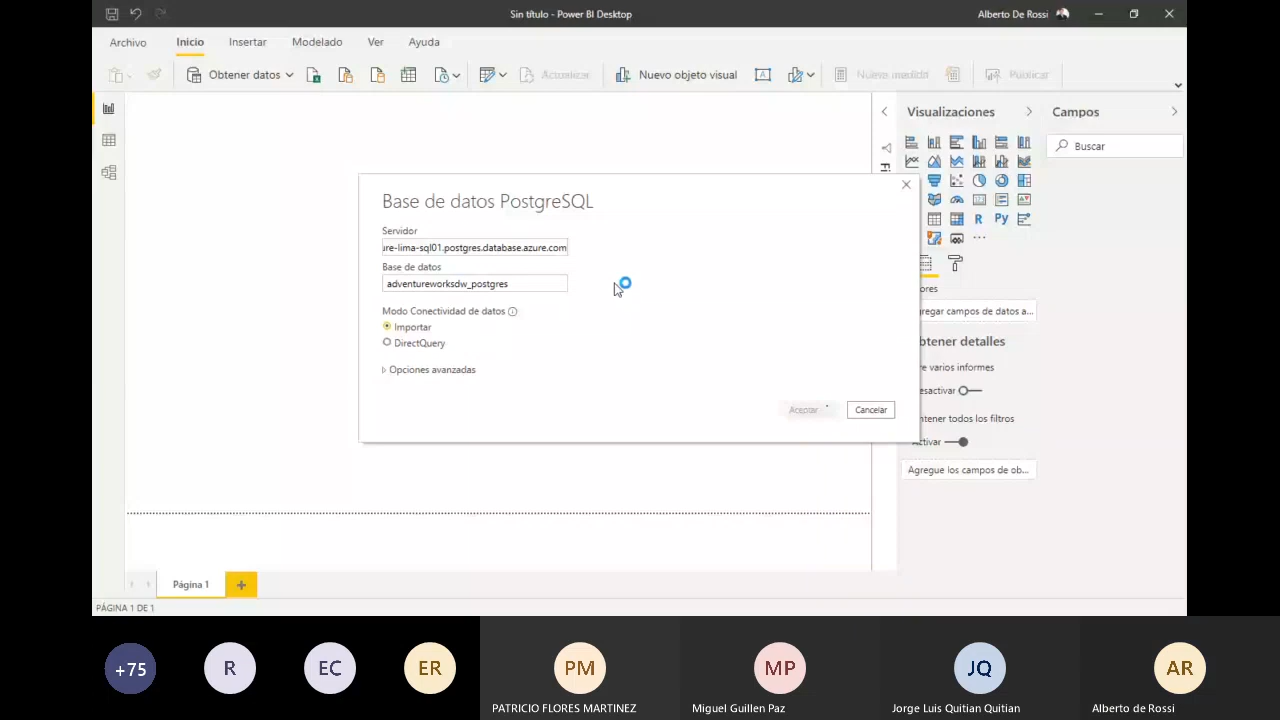 Sin título - Power BI Desktop
Alberto De Rossi
Archivo
Inicio
Insertar
Modelado
Ver
Ayuda
Obtener datos
Actualizar
Nuevo objeto visual
Nueva medida
Publicar
Visualizaciones
Campos
Buscar
R
Py
Base de datos PostgreSQL
Servidor
ure-lima-sql01.postgres.database.azure.com
Base de datos
adventureworksdw_postgres
Modo Conectividad de datos
Importar
DirectQuery
Opciones avanzadas
Aceptar
Cancelar
ores
regar campos de datos a...
btener detalles
re varios informes
esactivar
ntener todos los filtros
Activar
Agregue los campos de ob...
Página 1
+
PÁGINA 1 DE 1
+75
R
EC
ER
PM
MP
JQ
AR
PATRICIO FLORES MARTINEZ
Miguel Guillen Paz
Jorge Luis Quitian Quitian
Alberto de Rossi